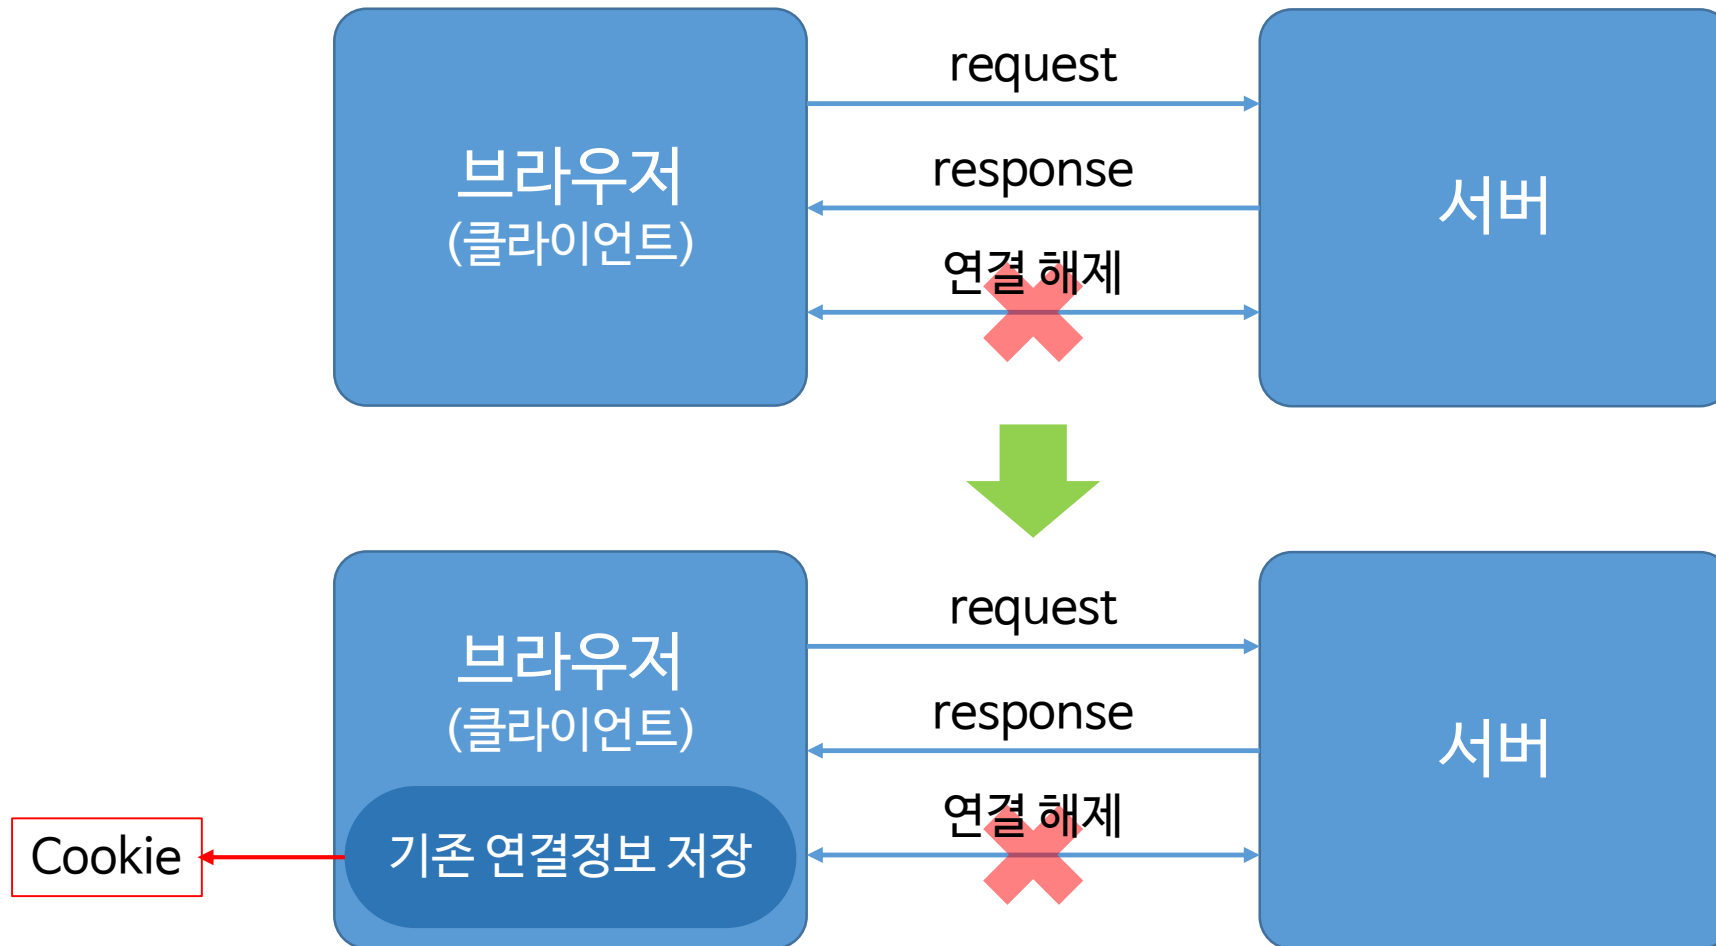 request
response
브라우저
(클라이언트)
서버
연결 해제
request
브라우저
(클라이언트)
response
서버
연결 해제
기존 연결정보 저장
Cookie